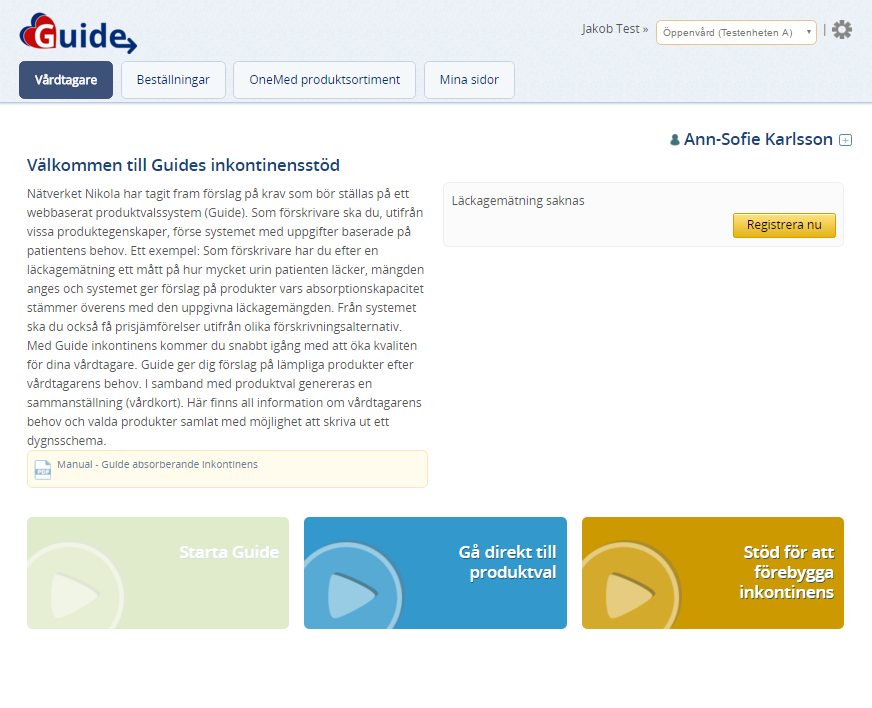 Guide
Jakob Test »
Öppenvård (Testenheten A)
|
Vårdtagare
Beställningar
OneMed produktsortiment
Mina sidor
Ann-Sofie Karlsson
Välkommen till Guides inkontinensstöd
Nätverket Nikola har tagit fram förslag på krav som bör ställas på ett
webbaserat produktvalssystem (Guide). Som förskrivare ska du, utifrån
vissa produktegenskaper, förse systemet med uppgifter baserade på
patientens behov. Ett exempel: Som förskrivare har du efter en
läckagemätning ett mått på hur mycket urin patienten läcker, mängden
anges och systemet ger förslag på produkter vars absorptionskapacitet
stämmer överens med den uppgivna läckagemängden. Från systemet
ska du också få prisjämförelser utifrån olika förskrivningsalternativ.
Med Guide inkontinens kommer du snabbt igång med att öka kvaliten
för dina vårdtagare. Guide ger dig förslag på lämpliga produkter efter
vårdtagarens behov. I samband med produktval genereras en
sammanställning (vårdkort). Här finns all information om vårdtagarens
behov och valda produkter samlat med möjlighet att skriva ut ett
dygnsschema.
PDF
Manual - Guide absorberande inkontinens
Läckagemätning saknas
Registrera nu
Starta Guide
Gå direkt till
produktval
Stöd för att
förebygga
inkontinens